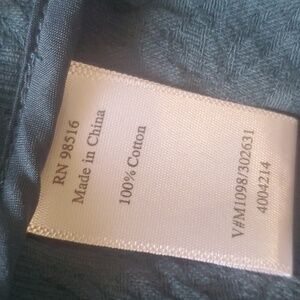 RN 98516
Made in China
100% Cotton
V#M1098/302631
4004214